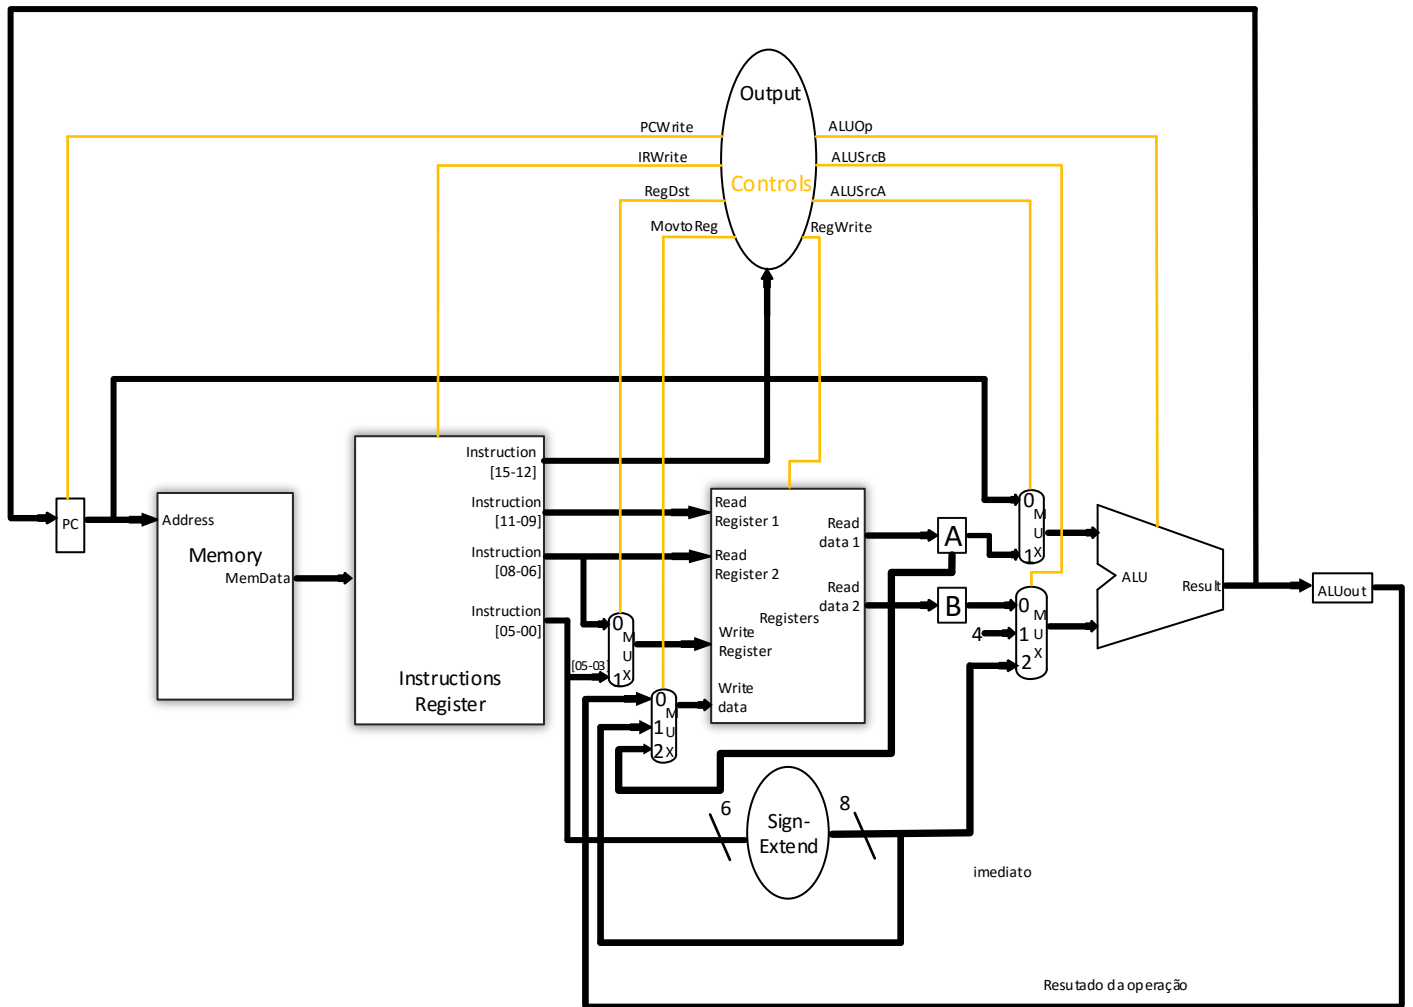 Output
PCWrite
ALUOp
IRWrite
ALUSrcB
Controls
RegDst
ALUSrcA
MovtoReg
RegWrite
PC
Address
Memory
MemData
Instruction
[15-12]
Instruction
[11-09]
Instruction
[08-06]
Instruction
[05-00]
Instructions
Register
0
M
U
X
1
[05-03]
0
M
1
U
2
X
Read
Register 1
Read
Register 2
Read
data 1
Read
data 2
Registers
Write
Register
Write
data
A
B
0
M
U
1
X
0
M
4
1
U
X
2
ALU
Result
ALUout
6
8
Sign-
Extend
imediato
Resutado da operação